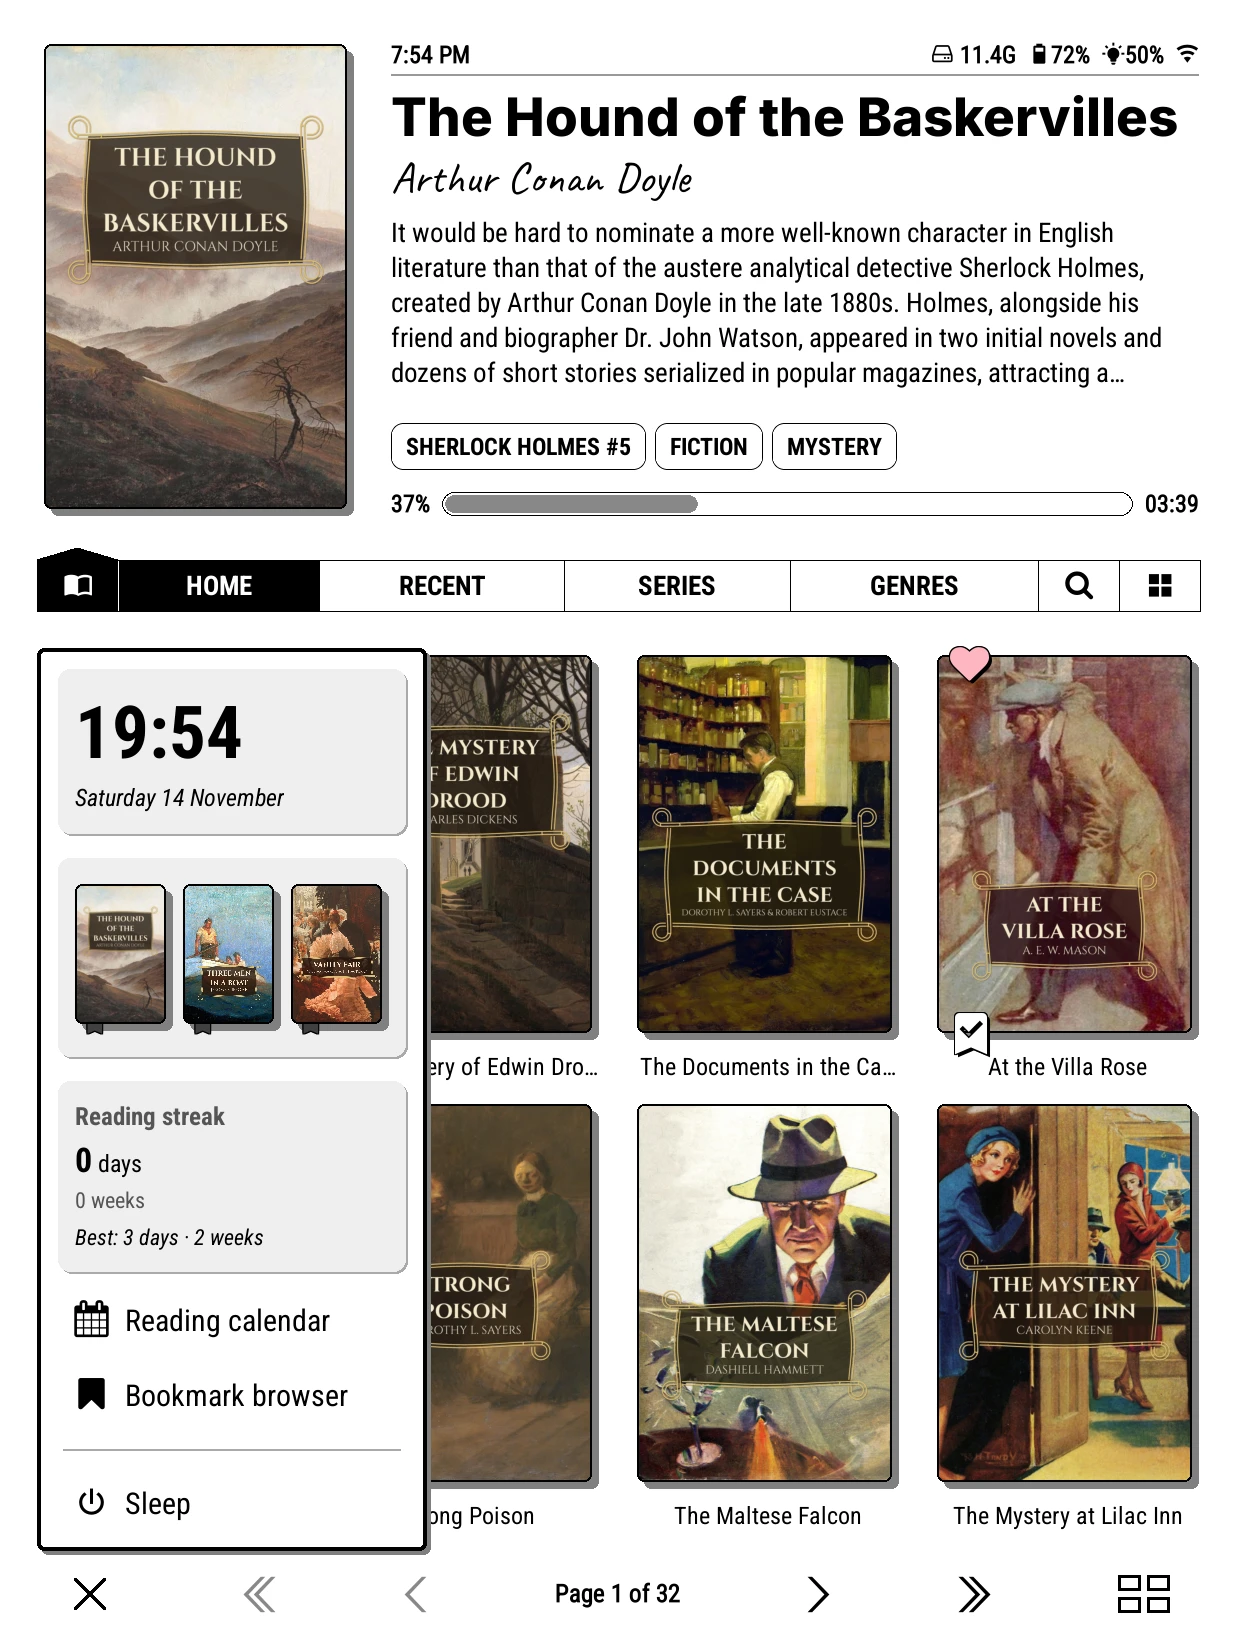 THE HOUND
OF THE
BASKERVILLES
ARTHUR CONAN DOYLE
7:54 PM
11.4G 72% 50%
The Hound of the Baskervilles
Arthur Conan Doyle
It would be hard to nominate a more well-known character in English
literature than that of the austere analytical detective Sherlock Holmes,
created by Arthur Conan Doyle in the late 1880s. Holmes, alongside his
friend and biographer Dr. John Watson, appeared in two initial novels and
dozens of short stories serialized in popular magazines, attracting a…
SHERLOCK HOLMES #5 FICTION MYSTERY
37% 03:39
HOME RECENT SERIES GENRES
19:54
Saturday 14 November
THE HOUND
OF THE
BASKERVILLES
THREE MEN
IN A BOAT
VANITY FAIR
Reading streak
0 days
0 weeks
Best: 3 days · 2 weeks
Reading calendar
Bookmark browser
Sleep
MYSTERY
F EDWIN
DROOD
ARLES DICKENS
ery of Edwin Dro…
THE
DOCUMENTS
IN THE CASE
DOROTHY L. SAYERS & ROBERT EUSTACE
The Documents in the Ca…
AT THE
VILLA ROSE
A. E. W. MASON
At the Villa Rose
TRONG
POISON
ROTHY L. SAYERS
ong Poison
THE MALTESE
FALCON
DASHIELL HAMMETT
The Maltese Falcon
THE MYSTERY
AT LILAC INN
CAROLYN KEENE
The Mystery at Lilac Inn
Page 1 of 32